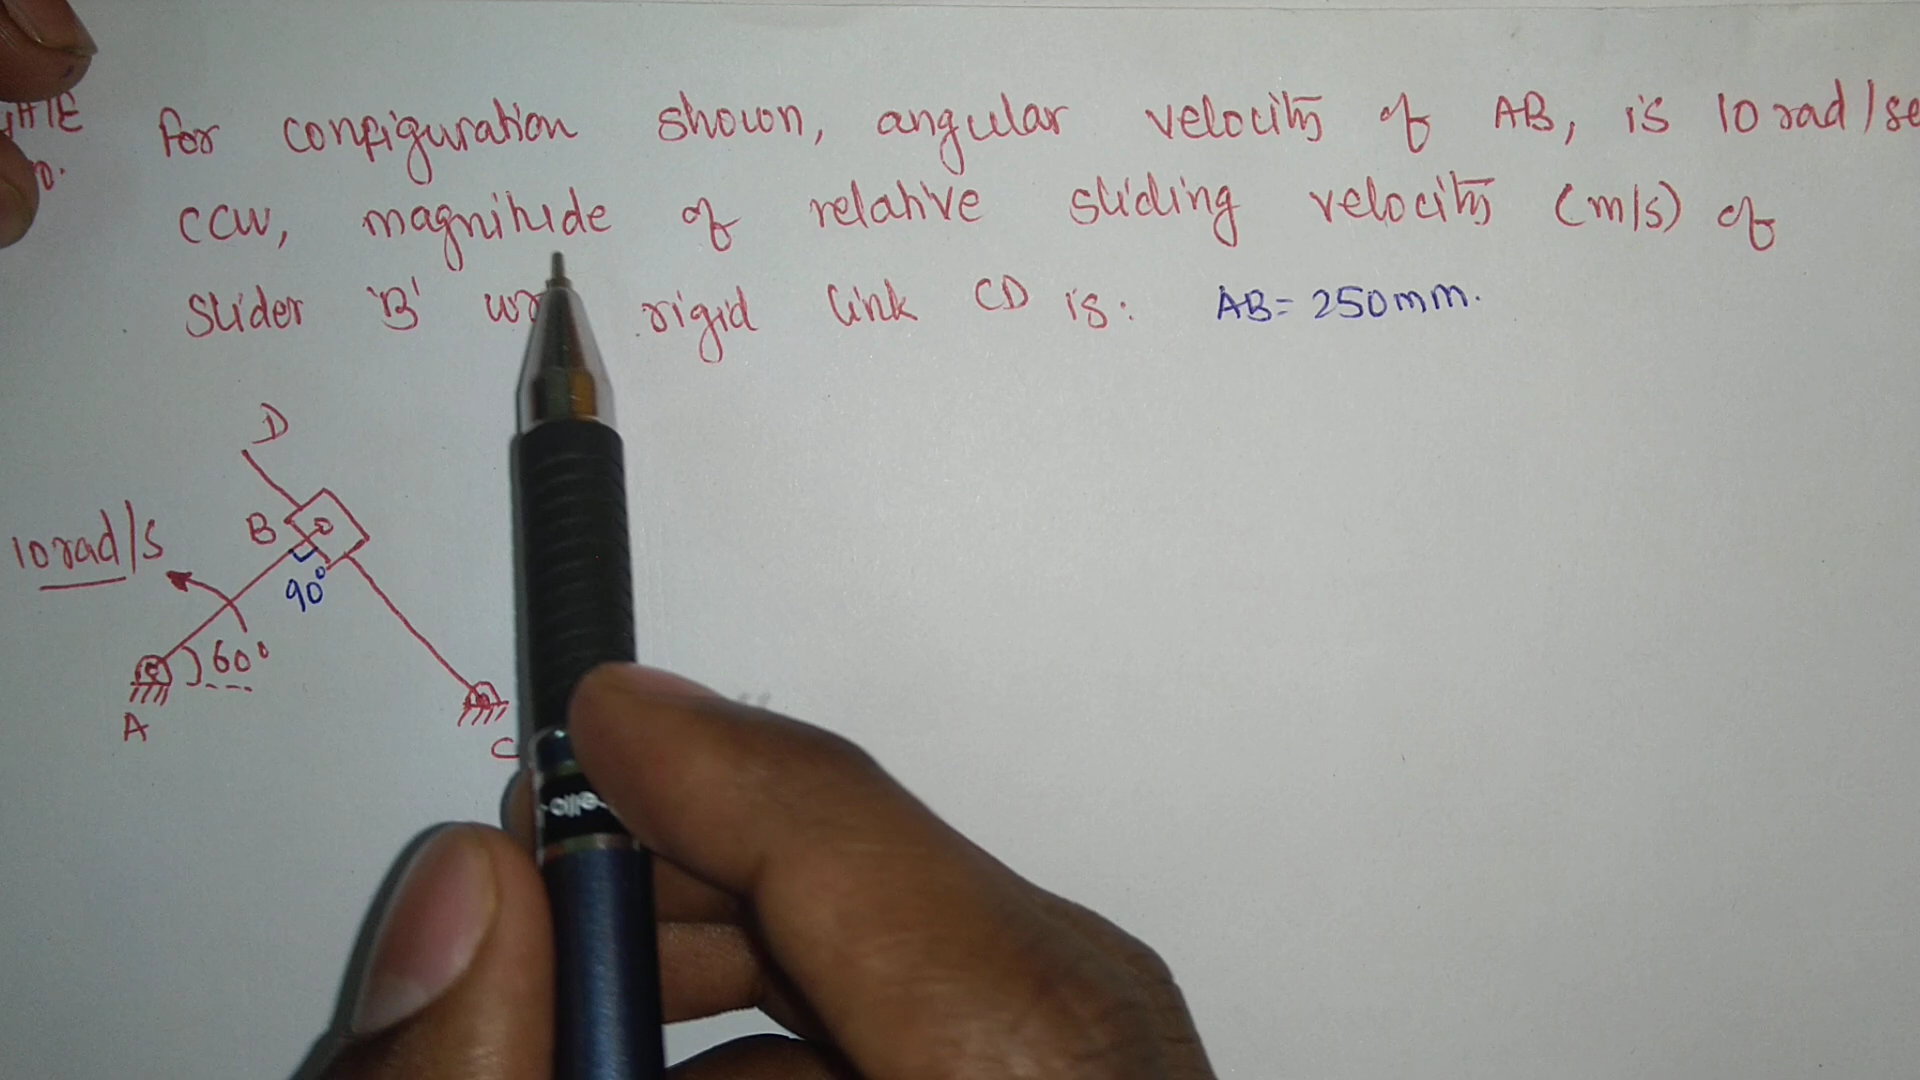 For configuration shown, angular velocity of AB, is 10 rad/se
CCW, magnitude of relative sliding velocity (m/s) of
slider 'B' rigid link CD is: AB = 250mm.
D
B
10 rad/s
90°
60°
A
C